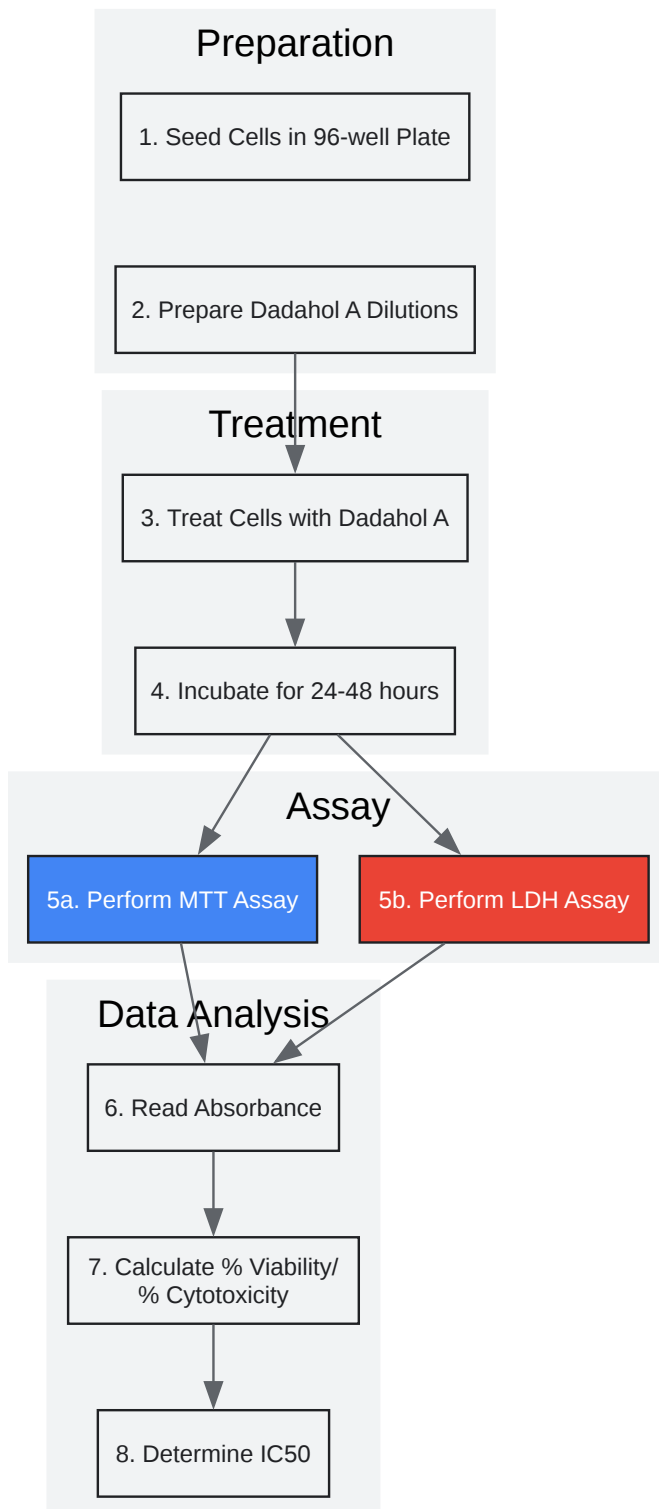 Preparation
1. Seed Cells in 96-well Plate
2. Prepare Dadahol A Dilutions
Treatment
3. Treat Cells with Dadahol A
4. Incubate for 24-48 hours
Assay
5a. Perform MTT Assay
5b. Perform LDH Assay
Data Analysis
6. Read Absorbance
7. Calculate % Viability/
% Cytotoxicity
8. Determine IC50